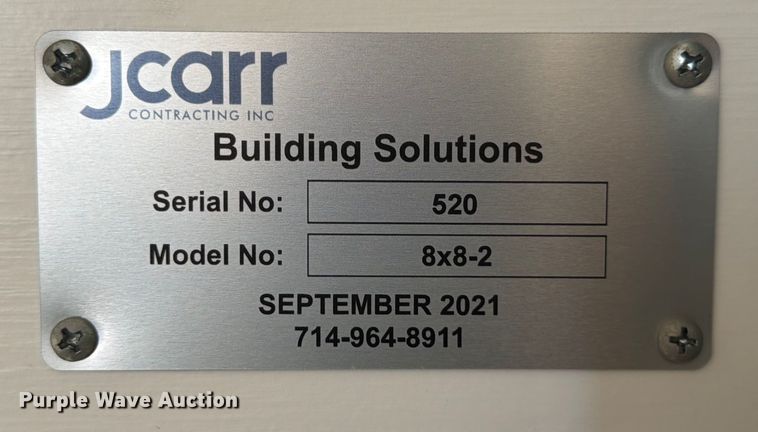 Jcarr
CONTRACTING INC
Building Solutions
Serial No: 520
Model No: 8x8-2
SEPTEMBER 2021
714-964-8911
Purple Wave Auction